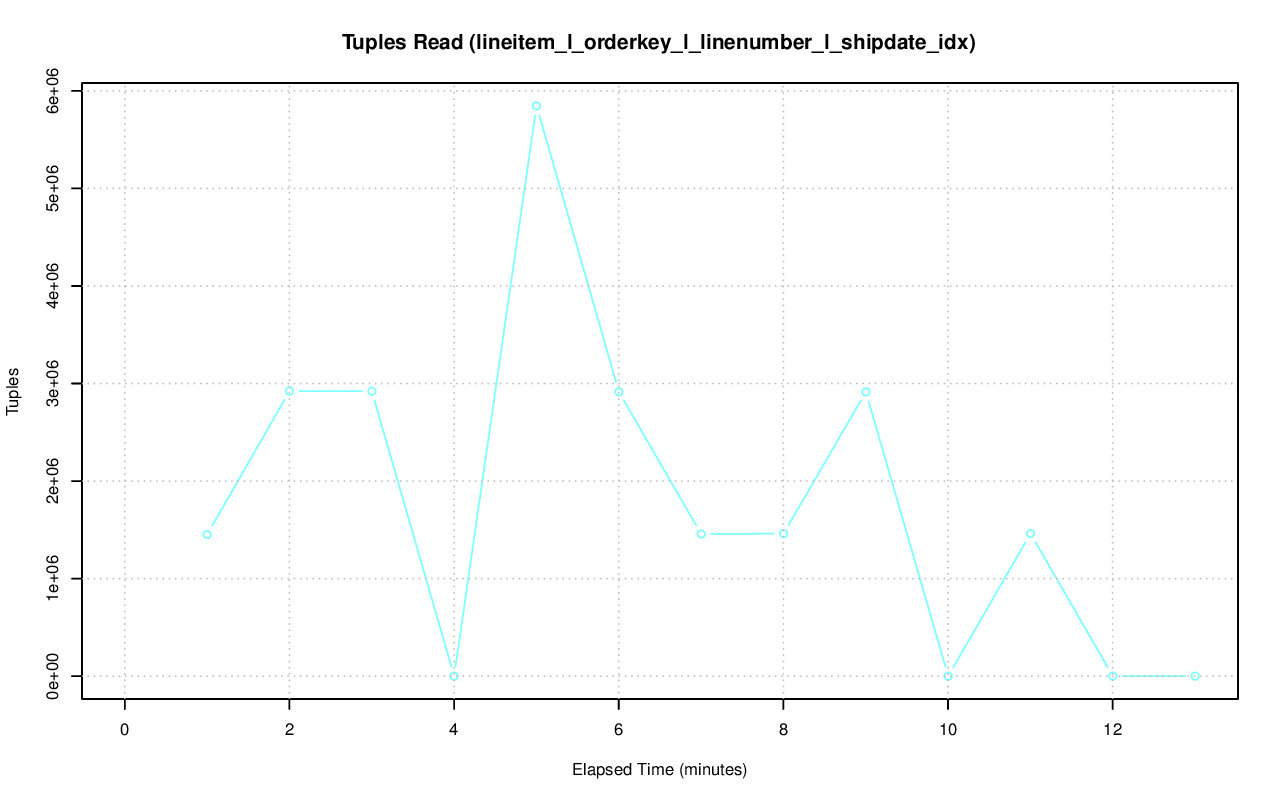 Tuples Read (lineitem_l_orderkey_l_linenumber_l_shipdate_idx)
6e+06
5e+06
4e+06
3e+06
2e+06
1e+06
0e+00
Tuples
0 2 4 6 8 10 12
Elapsed Time (minutes)